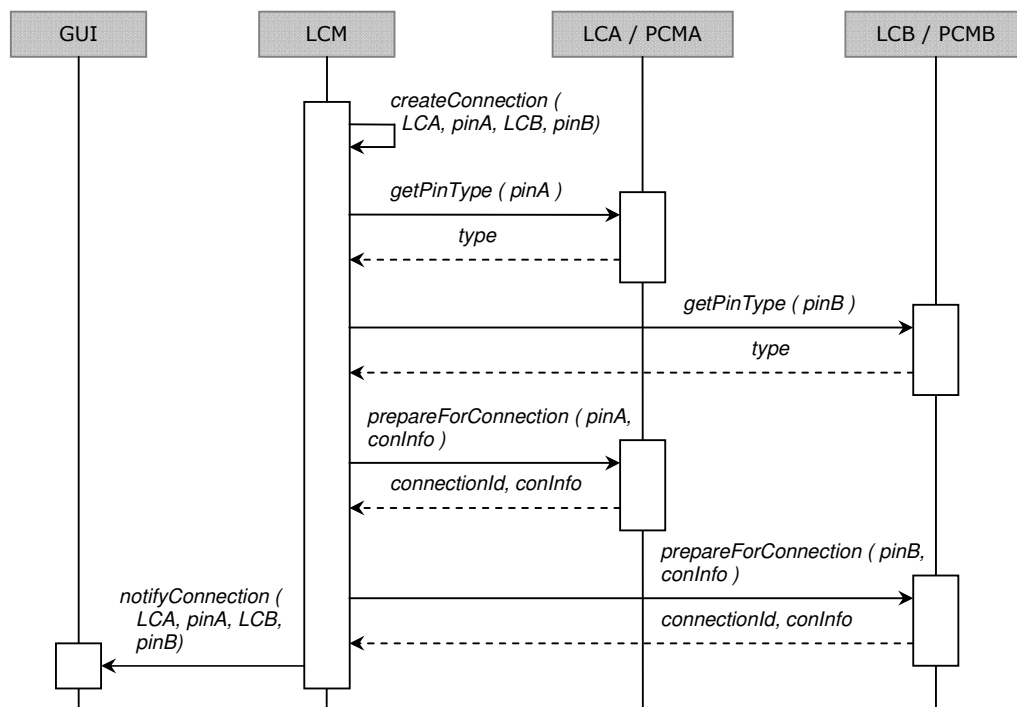 GUI
LCM
LCA / PCMA
LCB / PCMB
createConnection (
LCA, pinA, LCB, pinB)
getPinType ( pinA )
type
getPinType ( pinB )
type
prepareForConnection ( pinA,
conInfo )
connectionId, conInfo
prepareForConnection ( pinB,
conInfo )
notifyConnection (
LCA, pinA, LCB,
pinB)
connectionId, conInfo